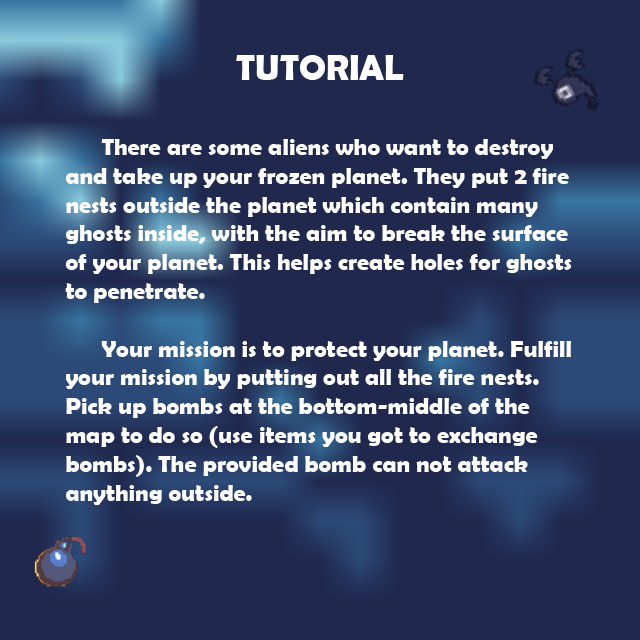 TUTORIAL
There are some aliens who want to destroy
and take up your frozen planet. They put 2 fire
nests outside the planet which contain many
ghosts inside, with the aim to break the surface
of your planet. This helps create holes for ghosts
to penetrate.
Your mission is to protect your planet. Fulfill
your mission by putting out all the fire nests.
Pick up bombs at the bottom-middle of the
map to do so (use items you got to exchange
bombs). The provided bomb can not attack
anything outside.